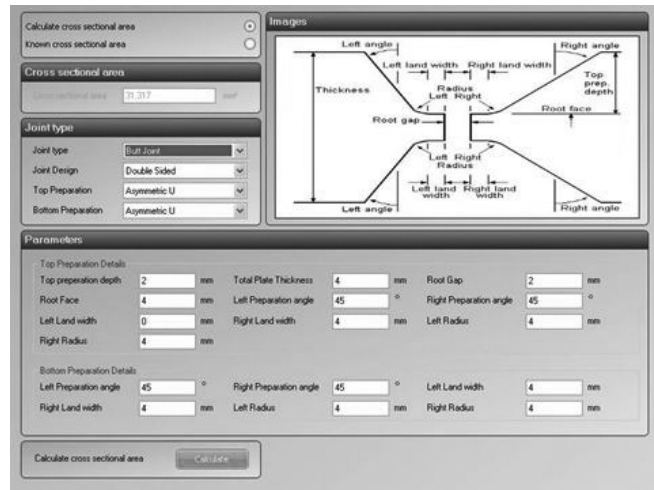 Calculate cross sectional area
Known cross sectional area
Cross sectional area
Cross sectional area 31.317 mm²
Joint type
Joint type Butt Joint
Joint Design Double Sided
Top Preparation Asymmetric U
Bottom Preparation Asymmetric U
Images
Left angle Right angle
Left land width Right land width
Top prep. depth
Thickness
Radius
Left Right
Root face
Root gap
Left Right
Radius
Left land width Right land width
Left angle Right angle
Parameters
Top Preparation Details
Top preperation depth 2 mm Total Plate Thickness 4 mm Root Gap 2 mm
Root Face 4 mm Left Preparation angle 45 ° Right Preparation angle 45 °
Left Land width 0 mm Right Land width 4 mm Left Radius 4 mm
Right Radius 4 mm
Bottom Preparation Details
Left Preparation angle 45 ° Right Preparation angle 45 ° Left Land width 4 mm
Right Land width 4 mm Left Radius 4 mm Right Radius 4 mm
Calculate cross sectional area Calculate